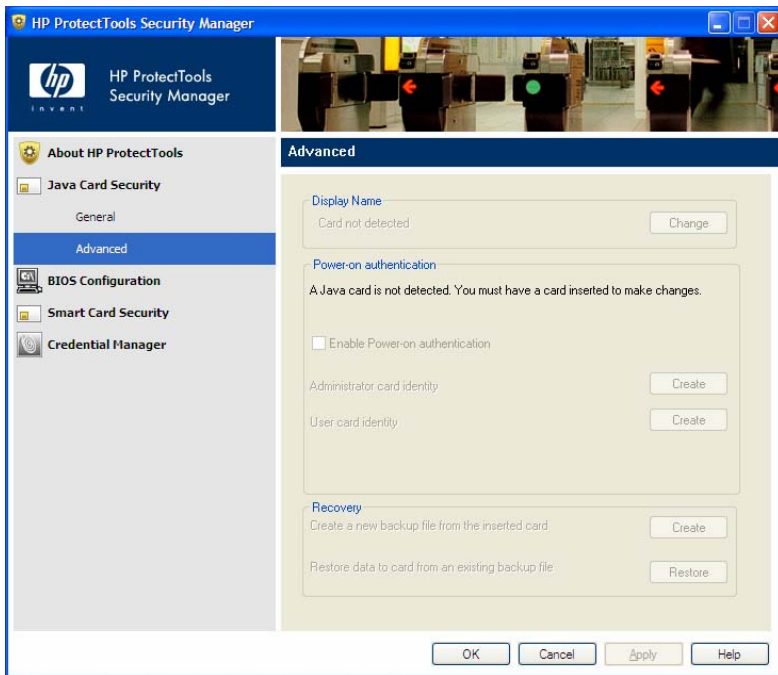 HP ProtectTools Security Manager
hp
invent
HP ProtectTools
Security Manager
About HP ProtectTools
Java Card Security
General
Advanced
BIOS Configuration
Smart Card Security
Credential Manager
Advanced
Display Name
Card not detected
Change
Power-on authentication
A Java card is not detected. You must have a card inserted to make changes.
Enable Power-on authentication
Administrator card identity
Create
User card identity
Create
Recovery
Create a new backup file from the inserted card
Create
Restore data to card from an existing backup file .
Restore
OK
Cancel
Apply
Help